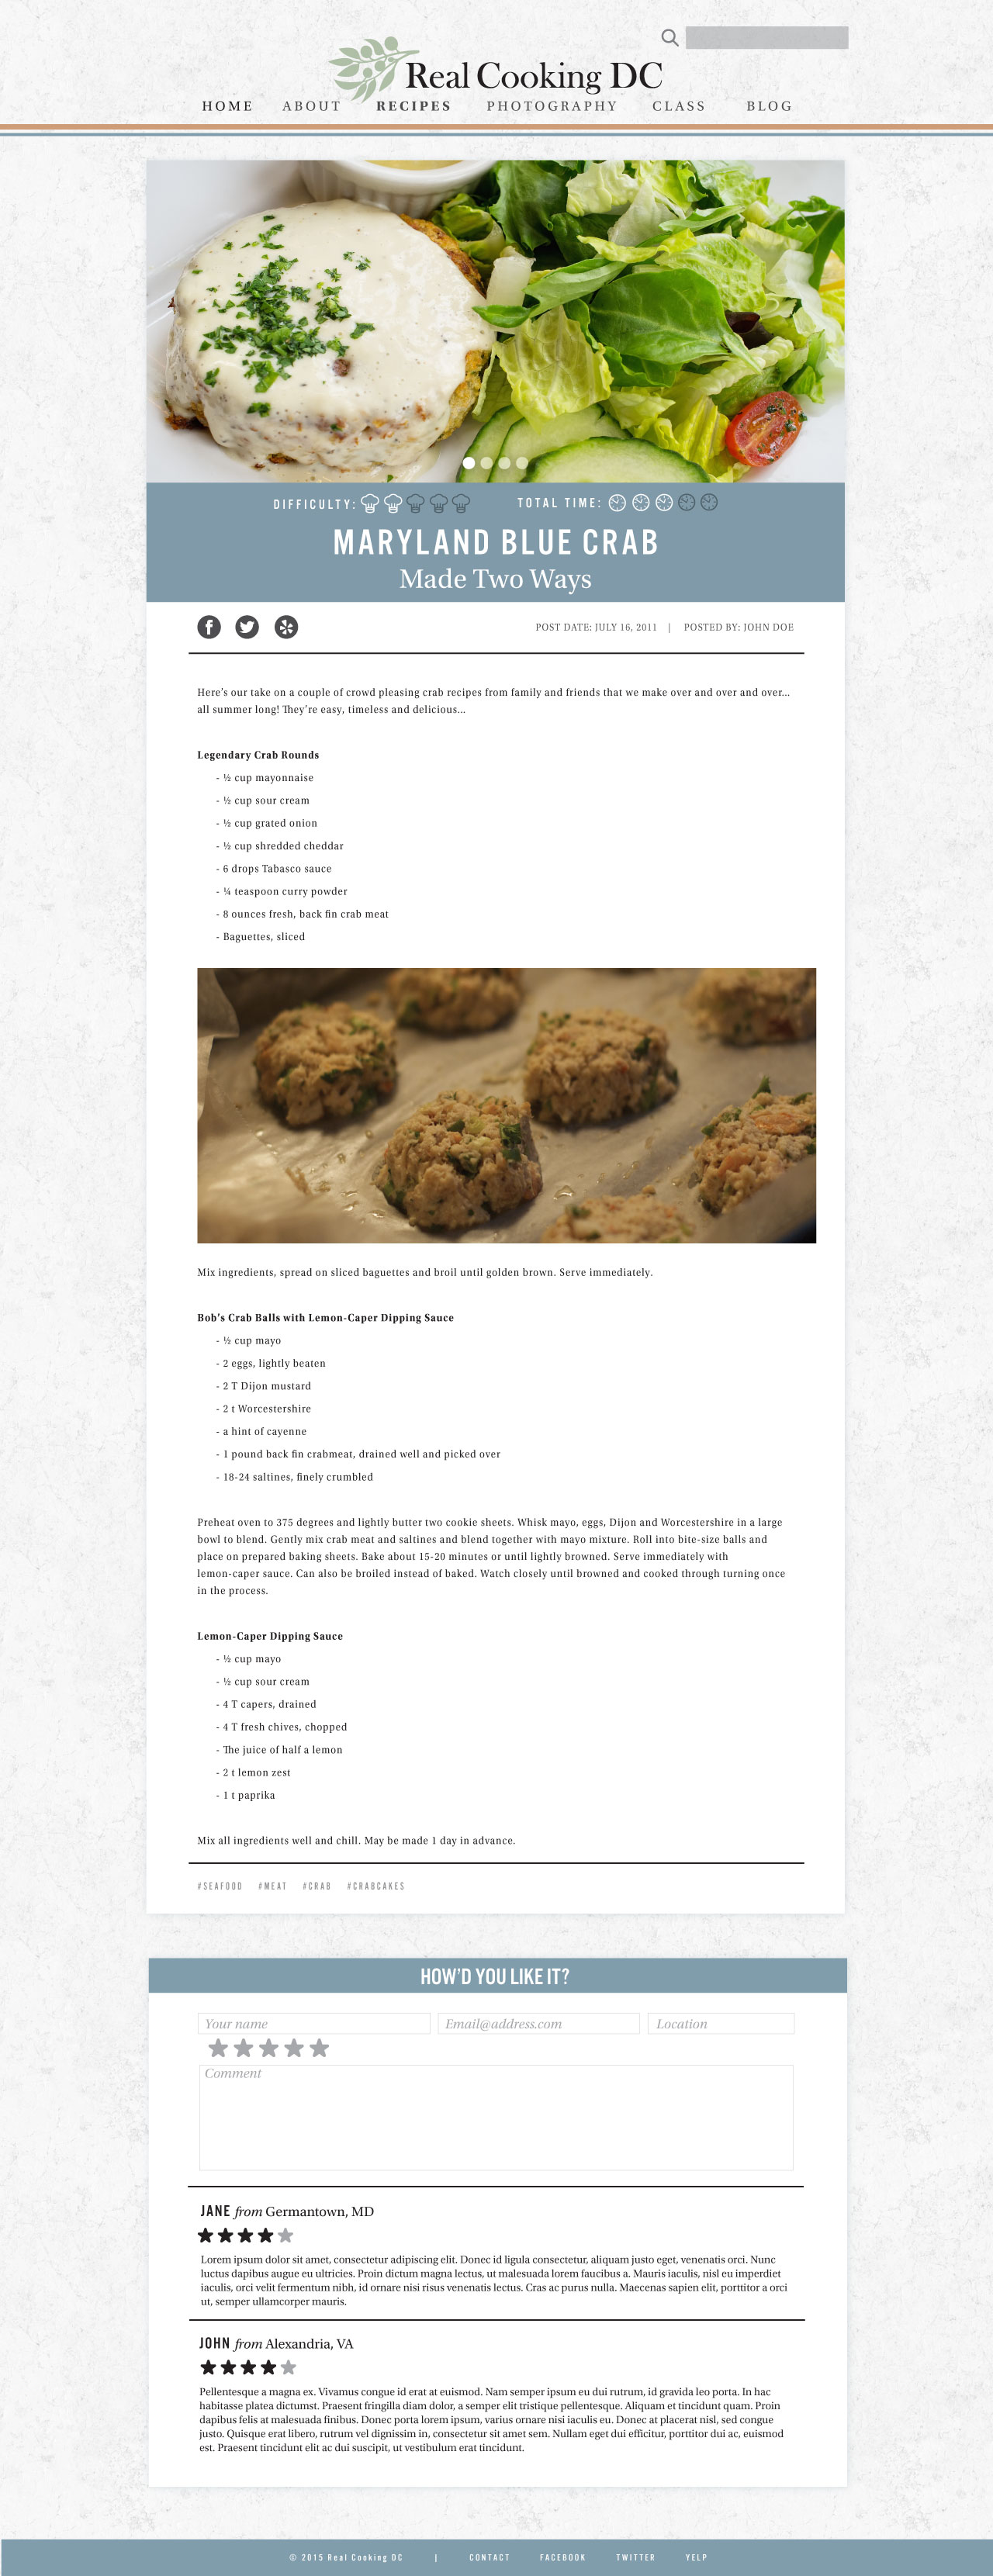 Real Cooking DC
HOME ABOUT RECIPES PHOTOGRAPHY CLASS BLOG
DIFFICULTY: TOTAL TIME:
MARYLAND BLUE CRAB
Made Two Ways
POST DATE: JULY 16, 2011 | POSTED BY: JOHN DOE
Here's our take on a couple of crowd pleasing crab recipes from family and friends that we make over and over and over...
all summer long! They're easy, timeless and delicious...
Legendary Crab Rounds
- ½ cup mayonnaise
- ½ cup sour cream
- ½ cup grated onion
- ½ cup shredded cheddar
- 6 drops Tabasco sauce
- ¼ teaspoon curry powder
- 8 ounces fresh, back fin crab meat
- Baguettes, sliced
Mix ingredients, spread on sliced baguettes and broil until golden brown. Serve immediately.
Bob's Crab Balls with Lemon-Caper Dipping Sauce
- ½ cup mayo
- 2 eggs, lightly beaten
- 2 T Dijon mustard
- 2 t Worcestershire
- a hint of cayenne
- 1 pound back fin crabmeat, drained well and picked over
- 18-24 saltines, finely crumbled
Preheat oven to 375 degrees and lightly butter two cookie sheets. Whisk mayo, eggs, Dijon and Worcestershire in a large
bowl to blend. Gently mix crab meat and saltines and blend together with mayo mixture. Roll into bite-size balls and
place on prepared baking sheets. Bake about 15-20 minutes or until lightly browned. Serve immediately with
lemon-caper sauce. Can also be broiled instead of baked. Watch closely until browned and cooked through turning once
in the process.
Lemon-Caper Dipping Sauce
- ½ cup mayo
- ½ cup sour cream
- 4 T capers, drained
- 4 T fresh chives, chopped
- The juice of half a lemon
- 2 t lemon zest
- 1 t paprika
Mix all ingredients well and chill. May be made 1 day in advance.
#SEAFOOD #MEAT #CRAB #CRABCAKES
HOW'D YOU LIKE IT?
Your name Email@address.com Location
Comment
JANE from Germantown, MD
Lorem ipsum dolor sit amet, consectetur adipiscing elit. Donec id ligula consectetur, aliquam justo eget, venenatis orci. Nunc
luctus dapibus augue eu ultricies. Proin dictum magna lectus, ut malesuada lorem faucibus a. Mauris iaculis, nisl eu imperdiet
iaculis, orci velit fermentum nibh, id ornare nisi risus venenatis lectus. Cras ac purus nulla. Maecenas sapien elit, porttitor a orci
ut, semper ullamcorper mauris.
JOHN from Alexandria, VA
Pellentesque a magna ex. Vivamus congue id erat at euismod. Nam semper ipsum eu dui rutrum, id gravida leo porta. In hac
habitasse platea dictumst. Praesent fringilla diam dolor, a semper elit tristique pellentesque. Aliquam et tincidunt quam. Proin
dapibus felis at malesuada finibus. Donec porta lorem ipsum, varius ornare nisi iaculis eu. Donec at placerat nisl, sed congue
justo. Quisque erat libero, rutrum vel dignissim in, consectetur sit amet sem. Nullam eget dui efficitur, porttitor dui ac, euismod
est. Praesent tincidunt elit ac dui suscipit, ut vestibulum erat tincidunt.
© 2015 Real Cooking DC | CONTACT FACEBOOK TWITTER YELP